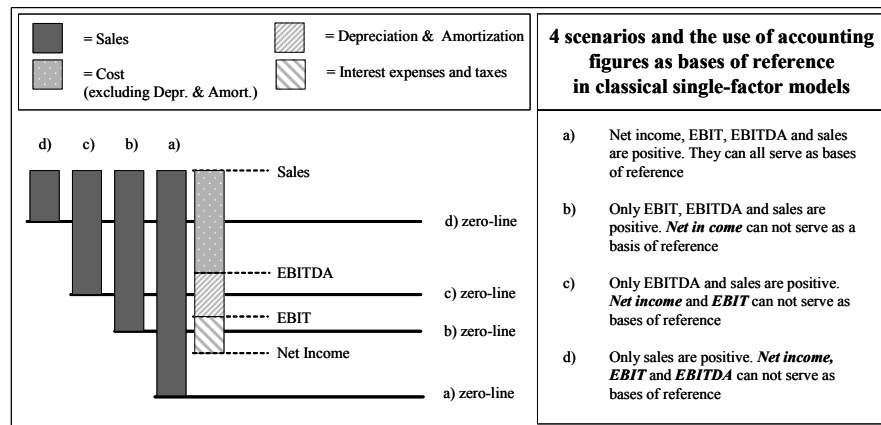 = Sales
= Cost
(excluding Depr. & Amort.)
= Depreciation & Amortization
= Interest expenses and taxes
d)
c)
b)
a)
Sales
d) zero-line
EBITDA
c) zero-line
EBIT
b) zero-line
Net Income
a) zero-line
4 scenarios and the use of accounting
figures as bases of reference
in classical single-factor models
a) Net income, EBIT, EBITDA and sales
are positive. They can all serve as bases
of reference
b) Only EBIT, EBITDA and sales are
positive. Net in come can not serve as a
basis of reference
c) Only EBITDA and sales are positive.
Net income and EBIT can not serve as
bases of reference
d) Only sales are positive. Net income,
EBIT and EBITDA can not serve as
bases of reference